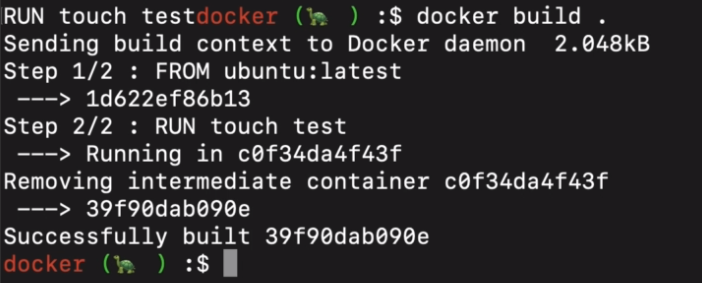 RUN touch testdocker (🐢 ) :$ docker build .
Sending build context to Docker daemon  2.048kB
Step 1/2 : FROM ubuntu:latest
 ---> 1d622ef86b13
Step 2/2 : RUN touch test
 ---> Running in c0f34da4f43f
Removing intermediate container c0f34da4f43f
 ---> 39f90dab090e
Successfully built 39f90dab090e
docker (🐢 ) :$